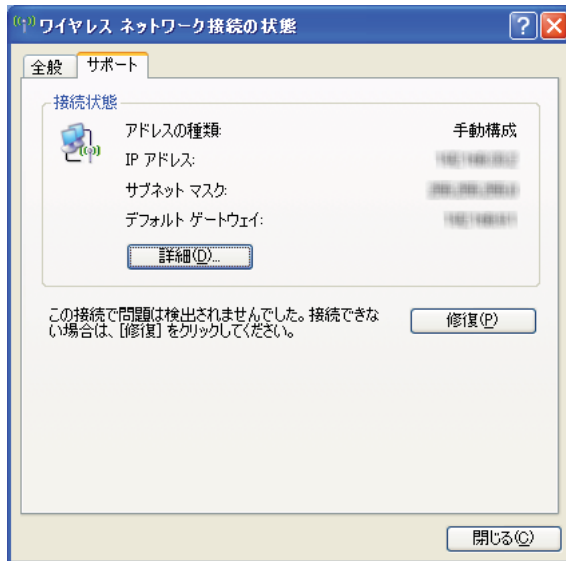 ワイヤレス ネットワーク接続の状態
全般
サポート
接続状態
アドレスの種類:
手動構成
IP アドレス:
サブネット マスク:
デフォルト ゲートウェイ:
詳細(D)...
この接続で問題は検出されませんでした。接続できな
い場合は、[修復] をクリックしてください。
修復(P)
閉じる(C)